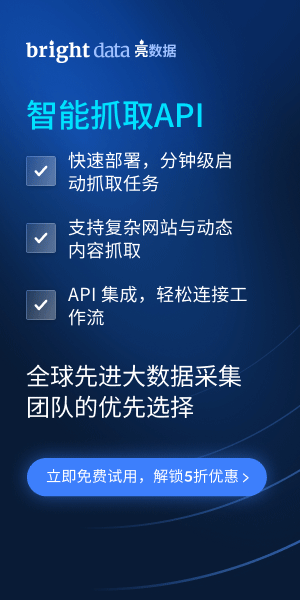 bright data 亮数据
智能抓取API
快速部署，分钟级启
动抓取任务
支持复杂网站与动态
内容抓取
API 集成，轻松连接工
作流
全球先进大数据采集
团队的优先选择
立即免费试用，解锁5折优惠 >